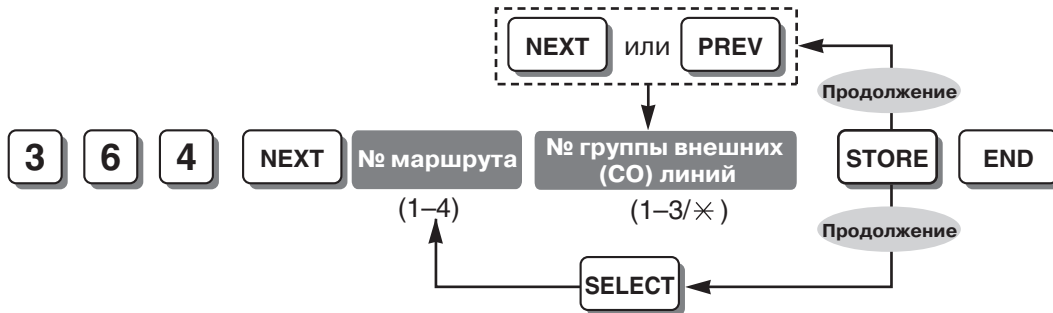 NEXT или PREV
Продолжение
3 6 4 NEXT № маршрута № группы внешних (СО) линий STORE END
(1–4) (1–3/✳)
Продолжение
SELECT